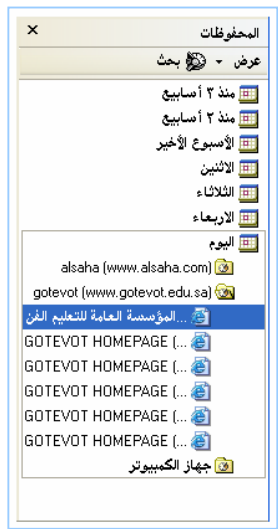 المحفوظات ×
عرض بحث
منذ ٣ أسابيع
منذ ٢ أسابيع
الأسبوع الأخير
الاثنين
الثلاثاء
الاربعاء
اليوم
alsaha (www.alsaha.com)
gotevot (www.gotevot.edu.sa)
المؤسسة العامة للتعليم الفن...
GOTEVOT HOMEPAGE (...
GOTEVOT HOMEPAGE (...
GOTEVOT HOMEPAGE (...
GOTEVOT HOMEPAGE (...
GOTEVOT HOMEPAGE (...
جهاز الكمبيوتر